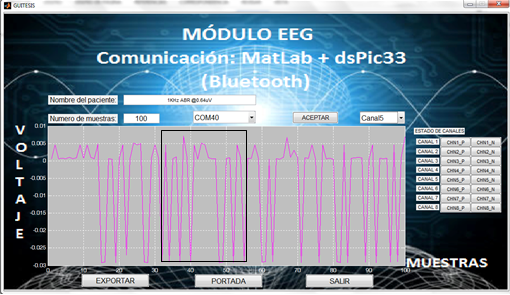 GUITESIS
MÓDULO EEG
Comunicación: MatLab + dsPic33
(Bluetooth)
Nombre del paciente:
1KHz ABR @0.64uV
Numero de muestras:
100
COM40
ACEPTAR
Canal5
VOLTAJE
0.01
0.005
0
-0.005
-0.01
-0.015
-0.02
-0.025
-0.03
0 10 20 30 40 50 60 70 80 90 100
MUESTRAS
ESTADO DE CANALES
CANAL 1 CHN1_P CHN1_N
CANAL 2 CHN2_P CHN2_N
CANAL 3 CHN3_P CHN3_N
CANAL 4 CHN4_P CHN4_N
CANAL 5 CHN5_P CHN5_N
CANAL 6 CHN6_P CHN6_N
CANAL 7 CHN7_P CHN7_N
CANAL 8 CHN8_P CHN8_N
EXPORTAR
PORTADA
SALIR